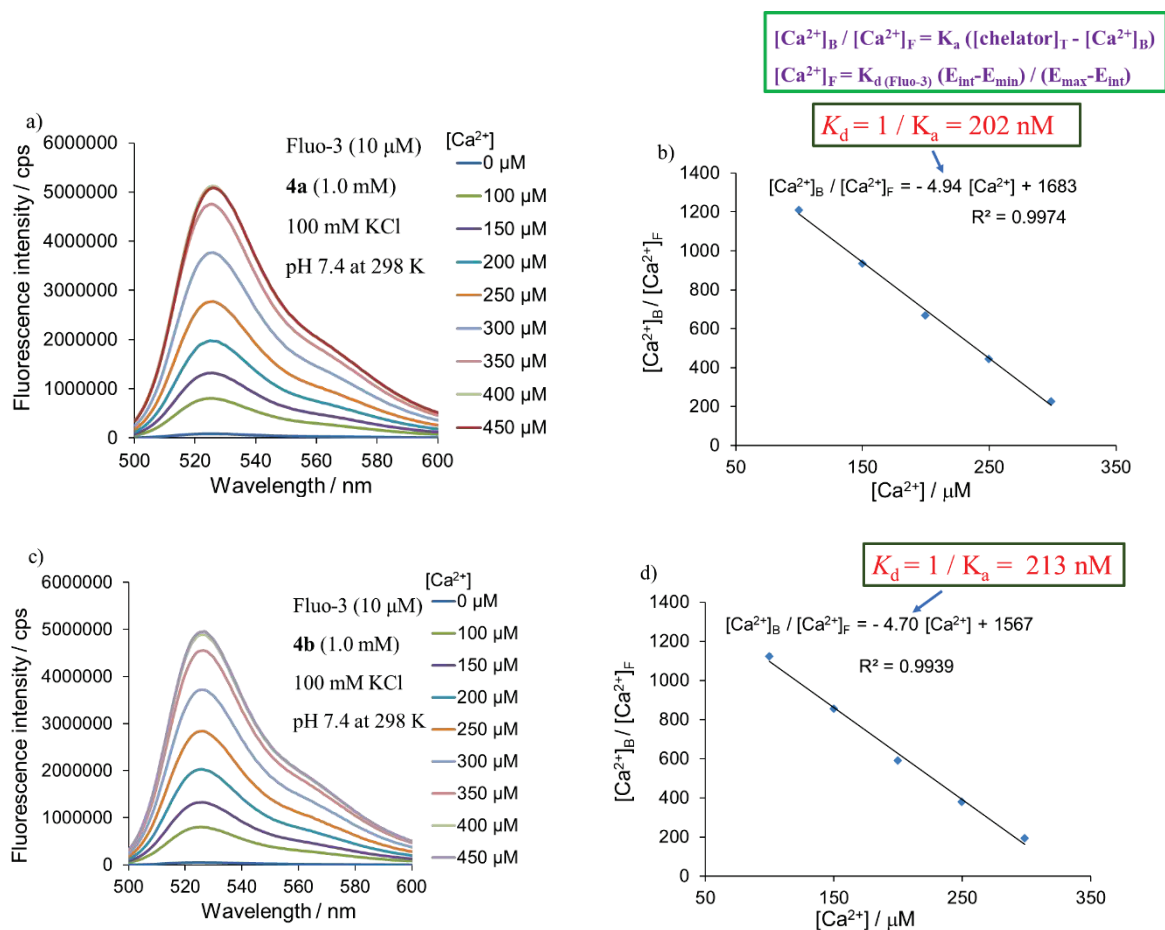 [Ca²⁺]B / [Ca²⁺]F = Ka ([chelator]T - [Ca²⁺]B)
[Ca²⁺]F = Kd (Fluo-3) (Eint-Emin) / (Emax-Eint)
Kd = 1 / Ka = 202 nM
a)
Fluorescence intensity / cps
6000000
5000000
4000000
3000000
2000000
1000000
0
500
520
540
560
580
600
Wavelength / nm
Fluo-3 (10 μM)
4a (1.0 mM)
100 mM KCl
pH 7.4 at 298 K
[Ca²⁺]
0 μM
100 μM
150 μM
200 μM
250 μM
300 μM
350 μM
400 μM
450 μM
b)
[Ca²⁺]B / [Ca²⁺]F = - 4.94 [Ca²⁺] + 1683
R² = 0.9974
[Ca²⁺]B / [Ca²⁺]F
1400
1200
1000
800
600
400
200
0
50
150
250
350
[Ca²⁺] / μM
c)
Fluorescence intensity / cps
6000000
5000000
4000000
3000000
2000000
1000000
0
500
520
540
560
580
600
Wavelength / nm
Fluo-3 (10 μM)
4b (1.0 mM)
100 mM KCl
pH 7.4 at 298 K
[Ca²⁺]
0 μM
100 μM
150 μM
200 μM
250 μM
300 μM
350 μM
400 μM
450 μM
Kd = 1 / Ka = 213 nM
d)
[Ca²⁺]B / [Ca²⁺]F = - 4.70 [Ca²⁺] + 1567
R² = 0.9939
[Ca²⁺]B / [Ca²⁺]F
1400
1200
1000
800
600
400
200
0
50
150
250
350
[Ca²⁺] / μM